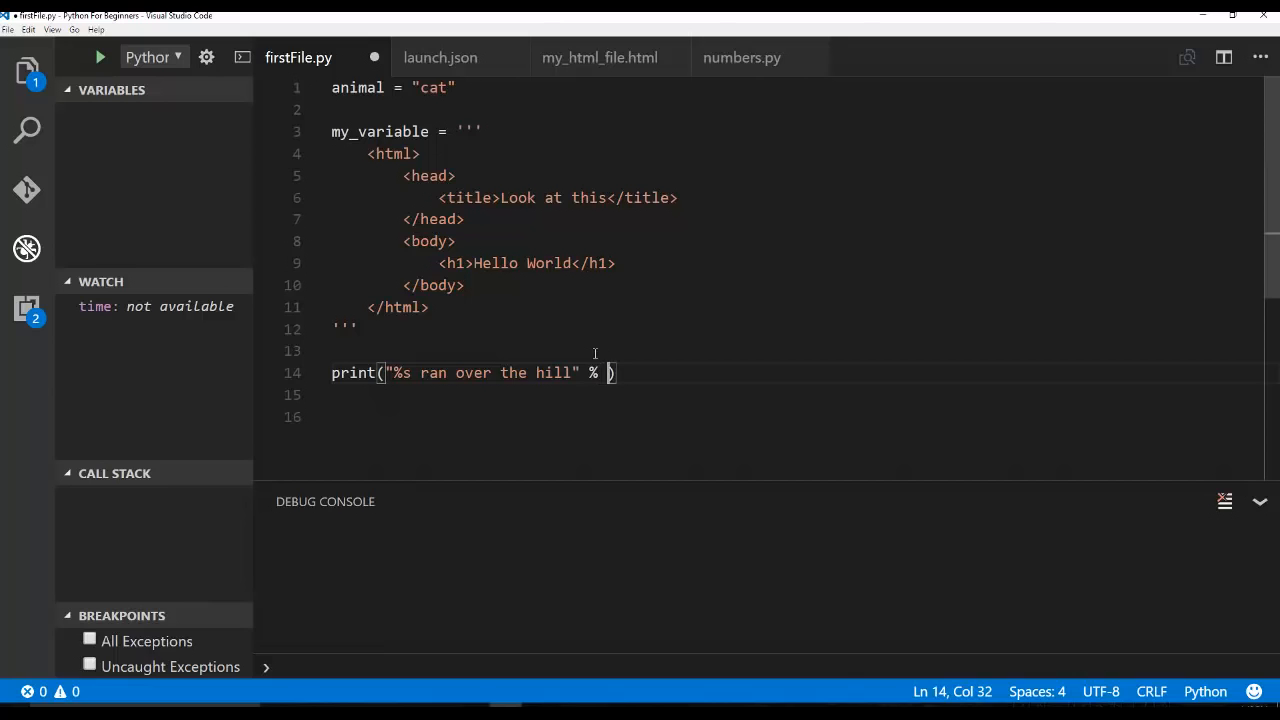 ● firstFile.py - Python For Beginners - Visual Studio Code
File Edit View Go Help
Python firstFile.py launch.json my_html_file.html numbers.py
1
VARIABLES
WATCH
time: not available
2
CALL STACK
BREAKPOINTS
All Exceptions
Uncaught Exceptions
1 animal = "cat"
2
3 my_variable = '''
4 <html>
5 <head>
6 <title>Look at this</title>
7 </head>
8 <body>
9 <h1>Hello World</h1>
10 </body>
11 </html>
12 '''
13
14 print("%s ran over the hill" % )
15
16
DEBUG CONSOLE
0 0 Ln 14, Col 32 Spaces: 4 UTF-8 CRLF Python